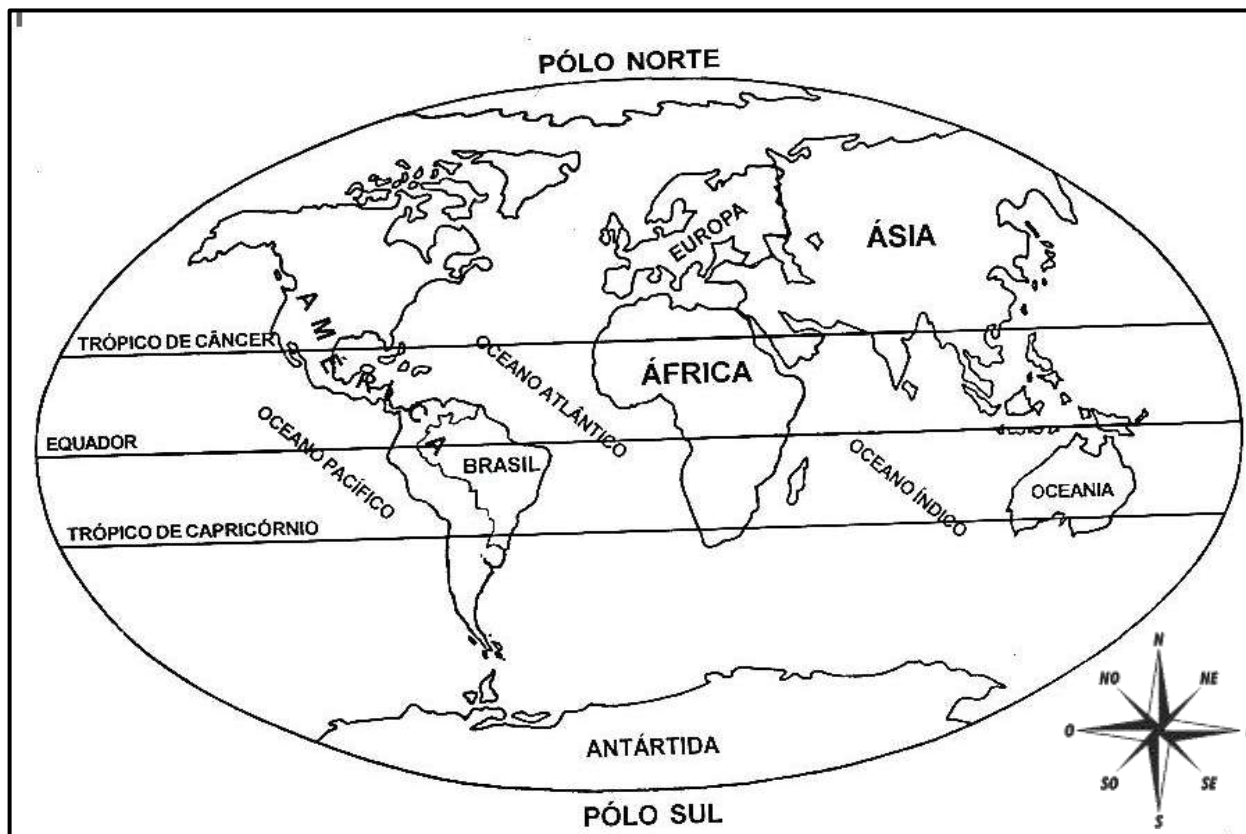 PÓLO NORTE
ÁSIA
EUROPA
AMÉRICA
TRÓPICO DE CÂNCER
OCEANO ATLÂNTICO
ÁFRICA
OCEANO PACÍFICO
EQUADOR
BRASIL
OCEANO ÍNDICO
OCEANIA
TRÓPICO DE CAPRICÓRNIO
ANTÁRTIDA
PÓLO SUL
N
NO
NE
O
SO
SE
S